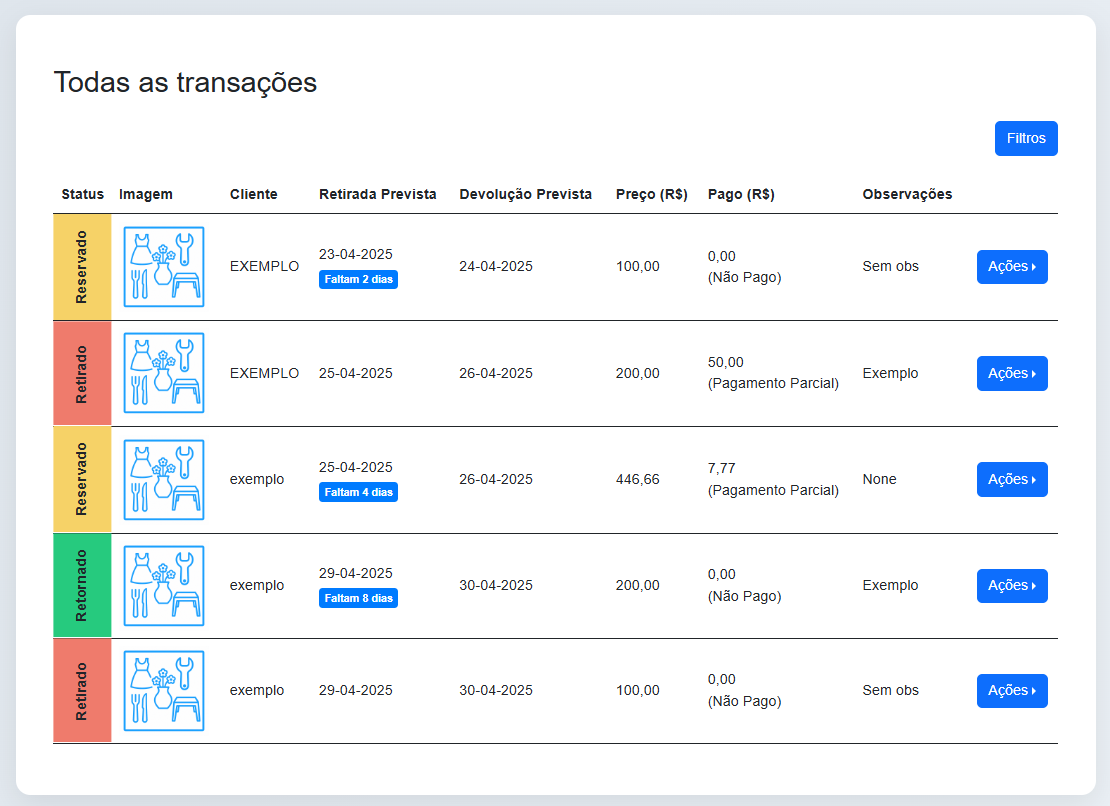 Todas as transações
Filtros
Status Imagem Cliente Retirada Prevista Devolução Prevista Preço (R$) Pago (R$) Observações
Reservado EXEMPLO 23-04-2025 24-04-2025 100,00 0,00 Sem obs Ações
Faltam 2 dias (Não Pago)
Retirado EXEMPLO 25-04-2025 26-04-2025 200,00 50,00 Exemplo Ações
(Pagamento Parcial)
Reservado exemplo 25-04-2025 26-04-2025 446,66 7,77 None Ações
Faltam 4 dias (Pagamento Parcial)
Retornado exemplo 29-04-2025 30-04-2025 200,00 0,00 Exemplo Ações
Faltam 8 dias (Não Pago)
Retirado exemplo 29-04-2025 30-04-2025 100,00 0,00 Sem obs Ações
(Não Pago)